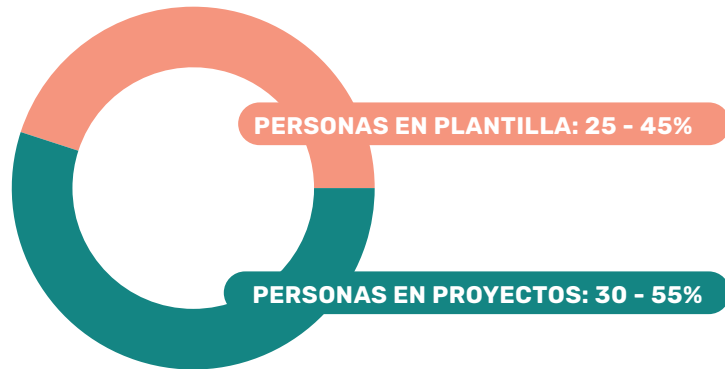 PERSONAS EN PLANTILLA: 25 - 45%
PERSONAS EN PROYECTOS: 30 - 55%